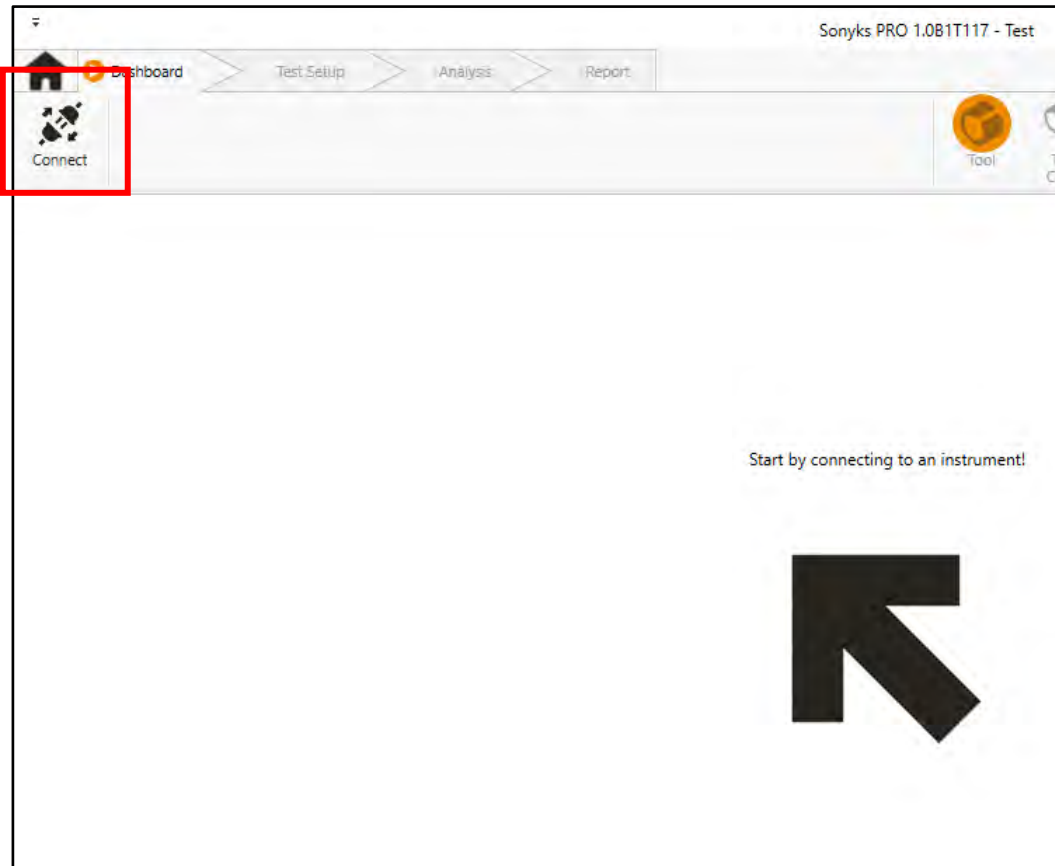 Sonyks PRO 1.0B1T117 - Test
Dashboard Test Setup Analysis Report
Connect
Tool
Start by connecting to an instrument!